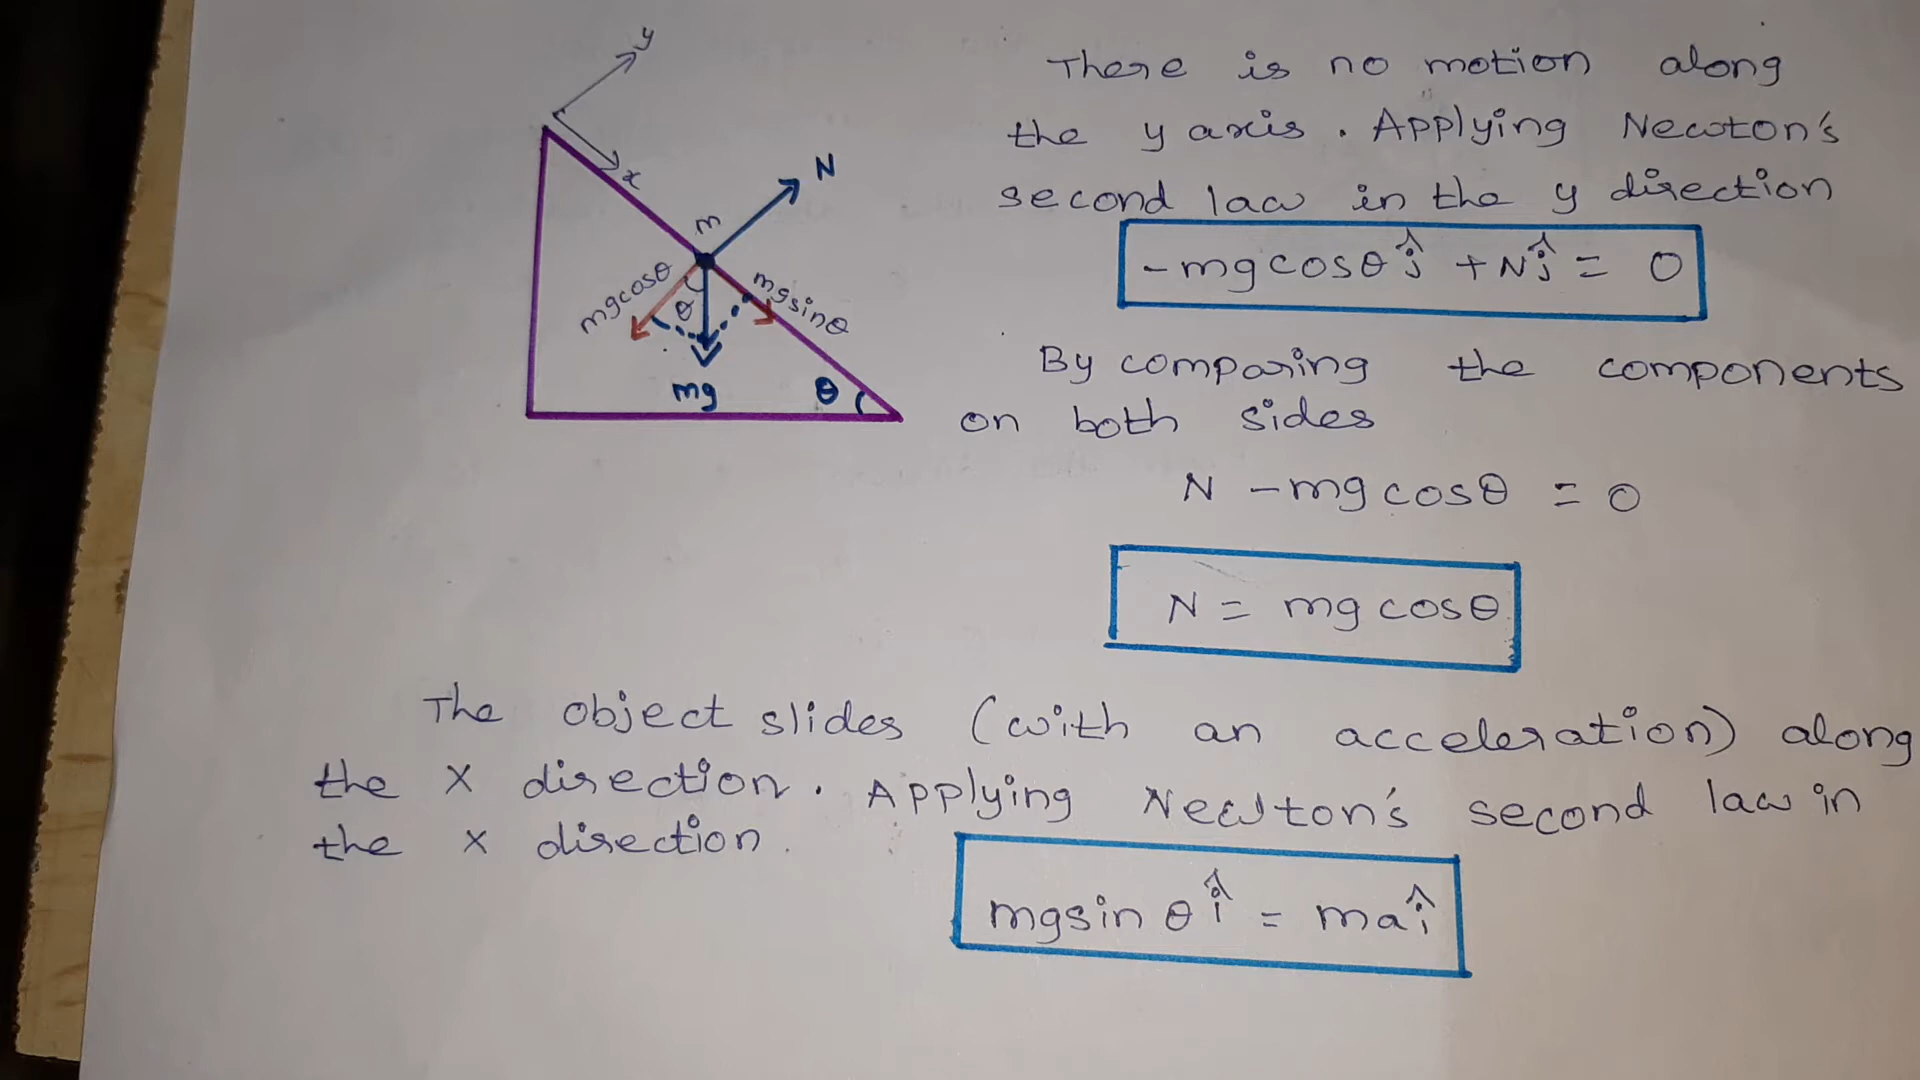 y
x
N
m
mgcosθ
θ
mgsinθ
mg
θ
There is no motion along
the y axis. Applying Newton's
second law in the y direction
-mgcosθ ĵ + N ĵ = 0
By comparing the components
on both sides
N - mg cosθ = 0
N = mg cosθ
The object slides (with an acceleration) along
the x direction. Applying Newton's second law in
the x direction.
mgsin θ î = ma î